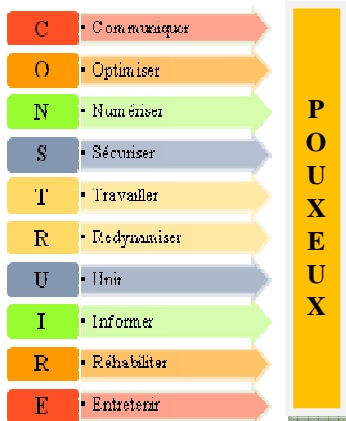 C • Communiquer
O • Optimiser
N • Numériser
S • Sécuriser
T • Travailler
R • Redynamiser
U • Unir
I • Informer
R • Réhabiliter
E • Entretenir
P
O
U
X
E
U
X